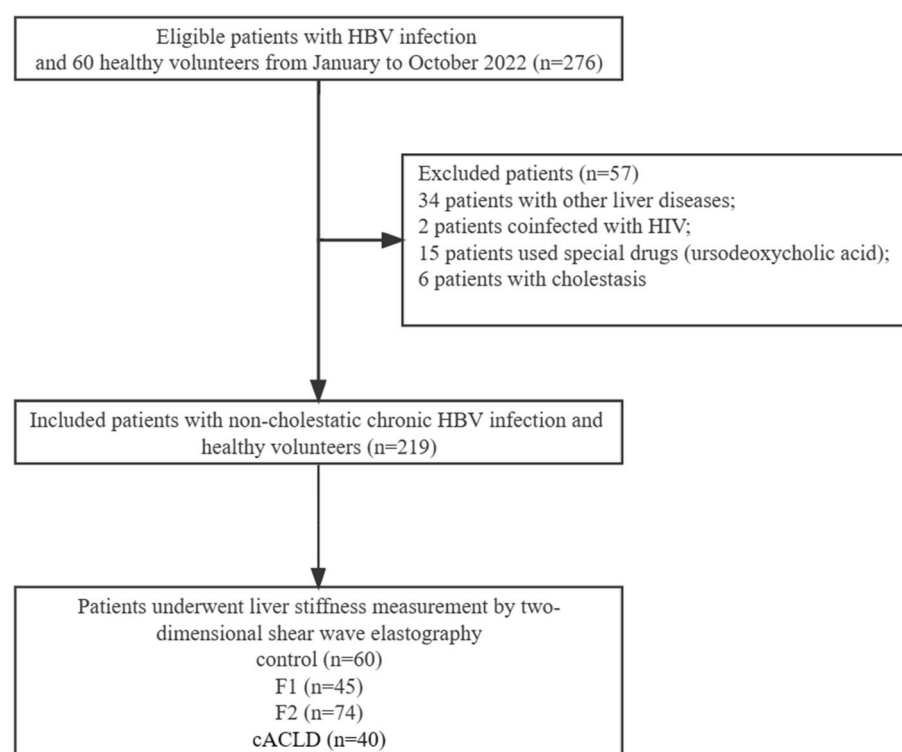 Eligible patients with HBV infection
and 60 healthy volunteers from January to October 2022 (n=276)
Excluded patients (n=57)
34 patients with other liver diseases;
2 patients coinfected with HIV;
15 patients used special drugs (ursodeoxycholic acid);
6 patients with cholestasis
Included patients with non-cholestatic chronic HBV infection and
healthy volunteers (n=219)
Patients underwent liver stiffness measurement by two-
dimensional shear wave elastography
control (n=60)
F1 (n=45)
F2 (n=74)
cACLD (n=40)